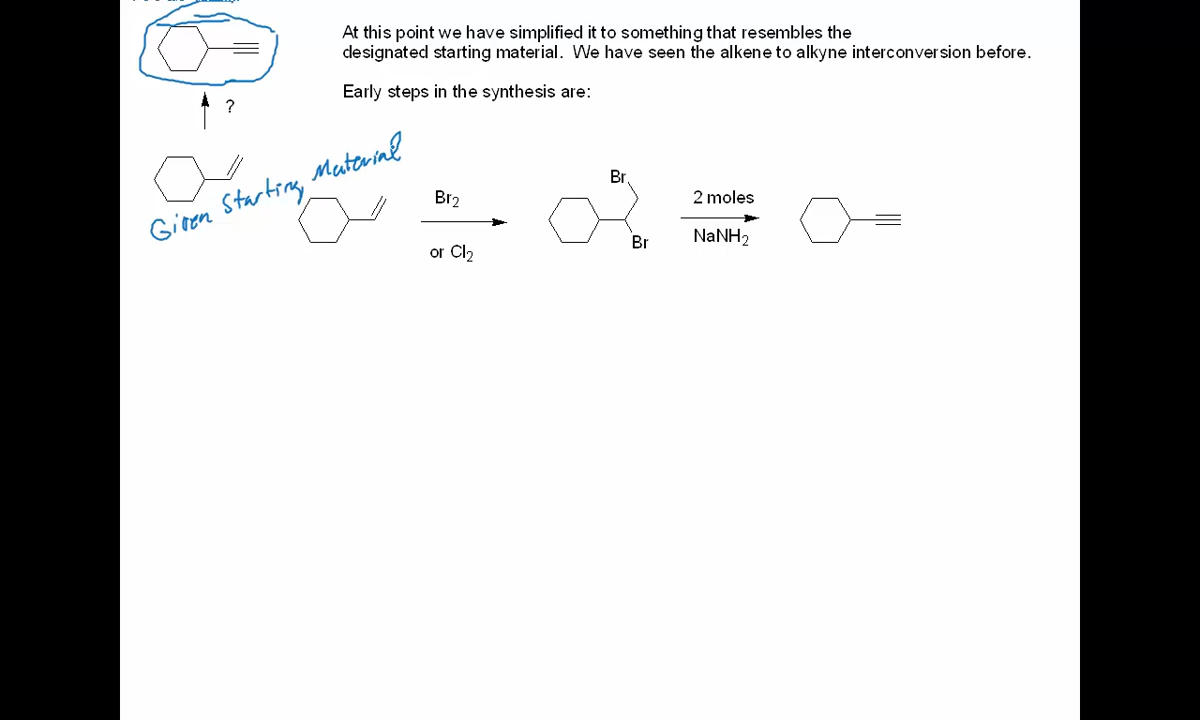 At this point we have simplified it to something that resembles the
designated starting material. We have seen the alkene to alkyne interconversion before.
?
Early steps in the synthesis are:
Given Starting Material
Br2
or Cl2
Br
Br
2 moles
NaNH2